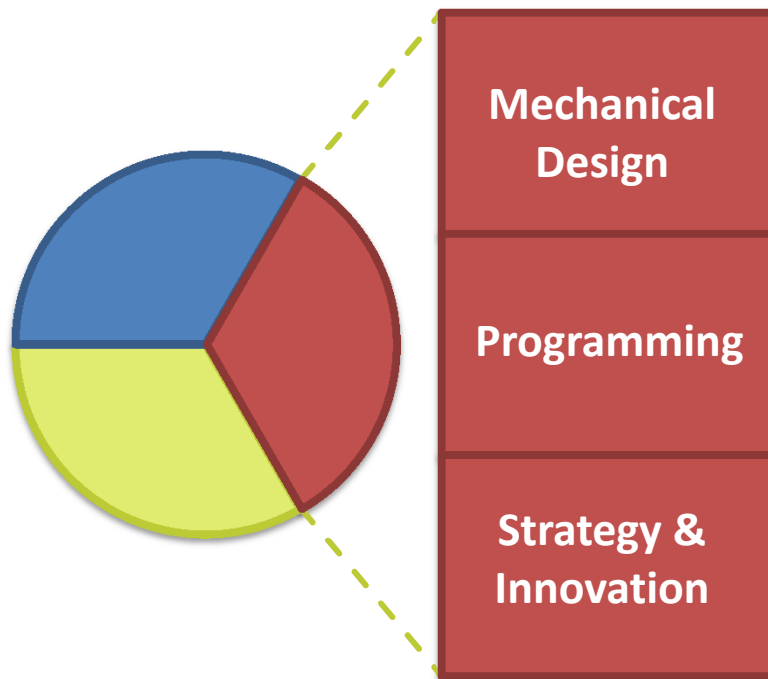 Mechanical
Design
Programming
Strategy &
Innovation